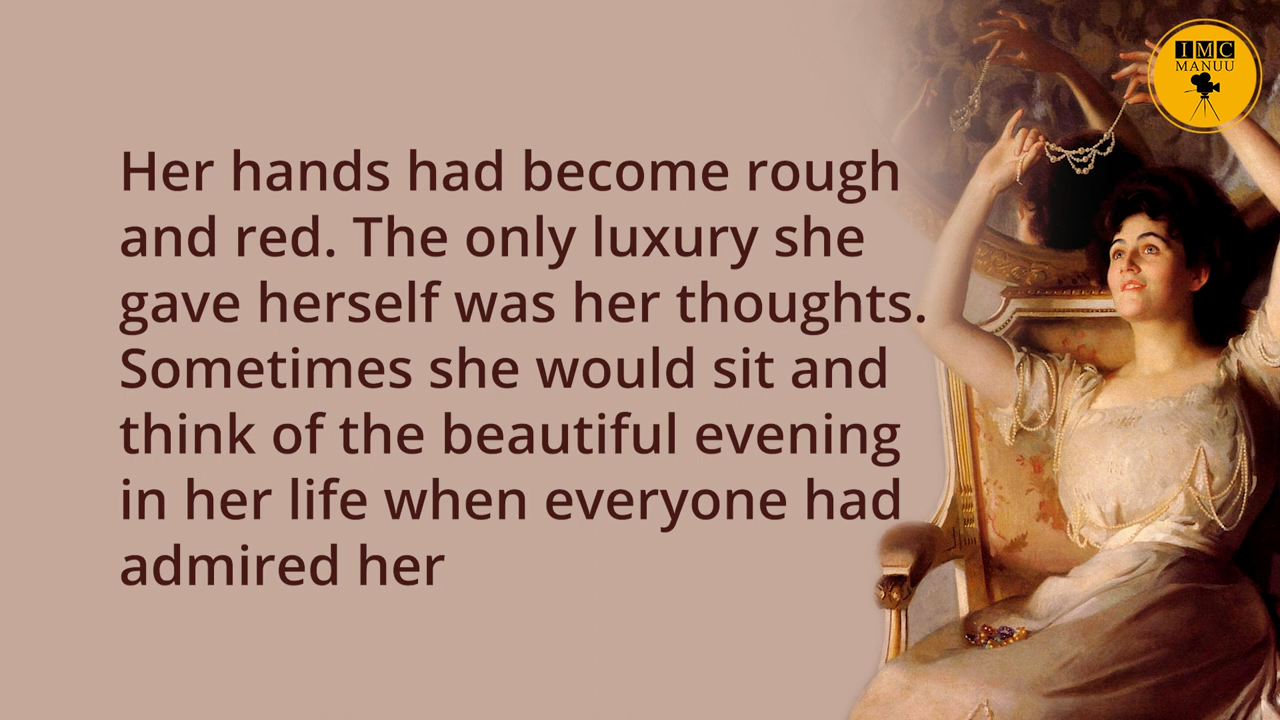 IMC
MANUU
Her hands had become rough
and red. The only luxury she
gave herself was her thoughts.
Sometimes she would sit and
think of the beautiful evening
in her life when everyone had
admired her